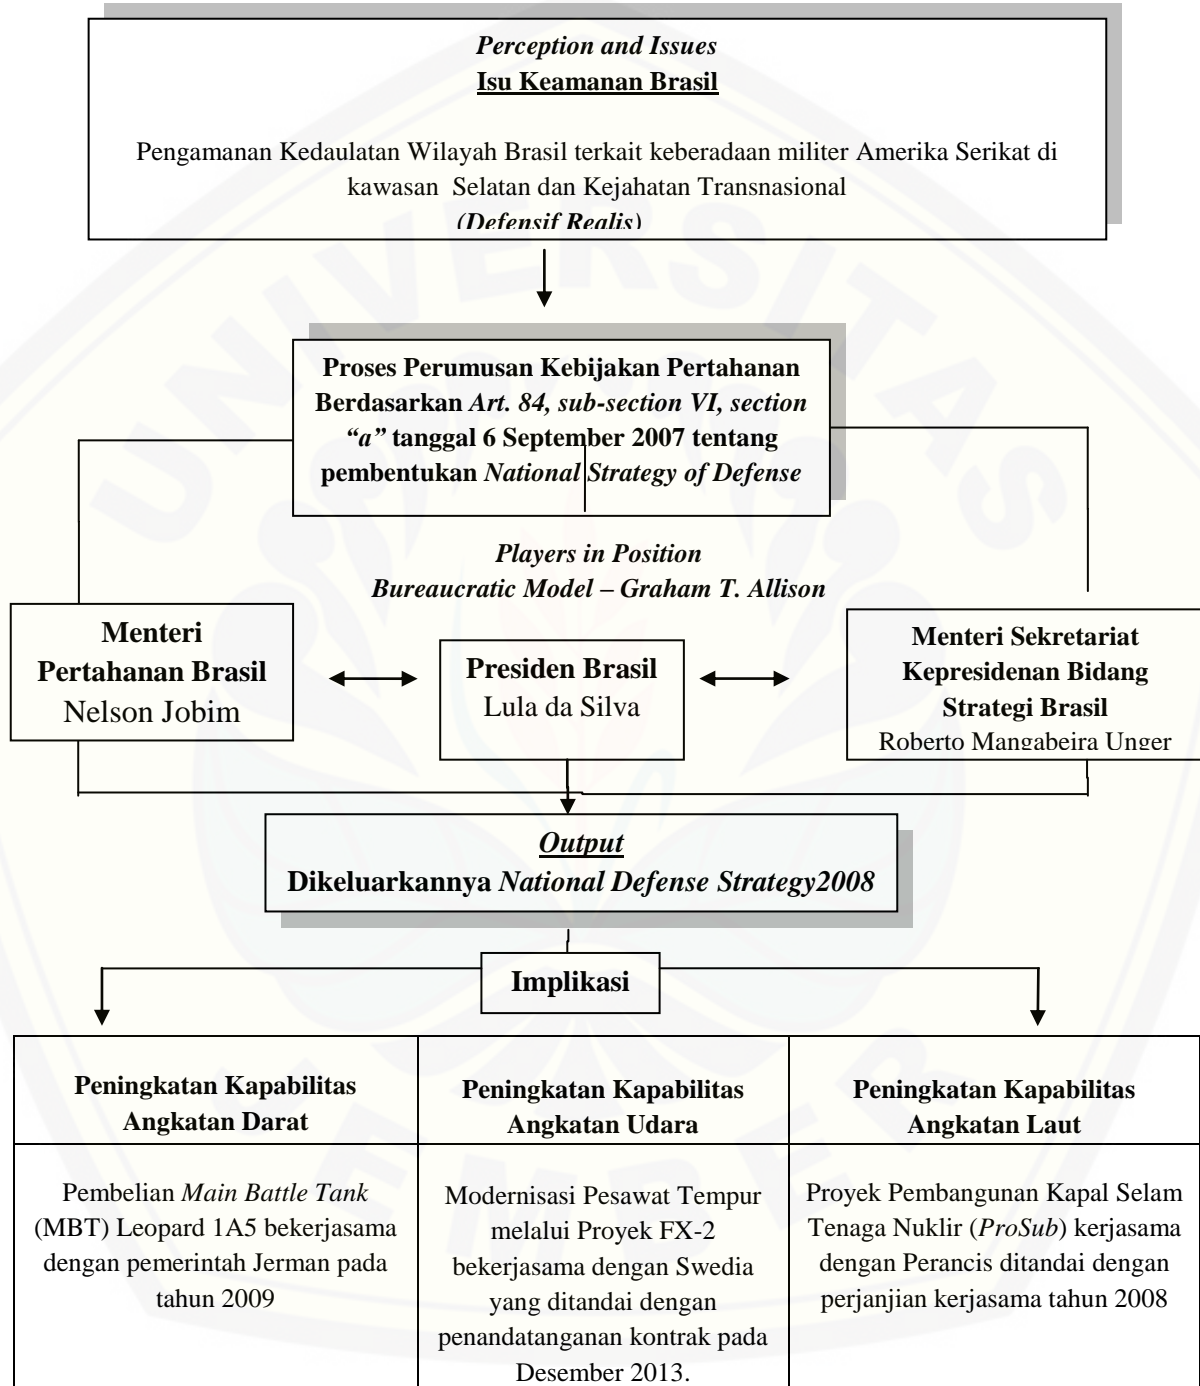 Perception and Issues
Isu Keamanan Brasil
Pengamanan Kedaulatan Wilayah Brasil terkait keberadaan militer Amerika Serikat di
kawasan Selatan dan Kejahatan Transnasional
(Defensif Realis)
Proses Perumusan Kebijakan Pertahanan
Berdasarkan Art. 84, sub-section VI, section
“a” tanggal 6 September 2007 tentang
pembentukan National Strategy of Defense
Players in Position
Bureaucratic Model – Graham T. Allison
Menteri
Pertahanan Brasil
Nelson Jobim
Presiden Brasil
Lula da Silva
Menteri Sekretariat
Kepresidenan Bidang
Strategi Brasil
Roberto Mangabeira Unger
Output
Dikeluarkannya National Defense Strategy2008
Implikasi
Peningkatan Kapabilitas
Angkatan Darat
Peningkatan Kapabilitas
Angkatan Udara
Peningkatan Kapabilitas
Angkatan Laut
Pembelian Main Battle Tank
(MBT) Leopard 1A5 bekerjasama
dengan pemerintah Jerman pada
tahun 2009
Modernisasi Pesawat Tempur
melalui Proyek FX-2
bekerjasama dengan Swedia
yang ditandai dengan
penandatanganan kontrak pada
Desember 2013.
Proyek Pembangunan Kapal Selam
Tenaga Nuklir (ProSub) kerjasama
dengan Perancis ditandai dengan
perjanjian kerjasama tahun 2008
UNIVERSITAS
JEMBER